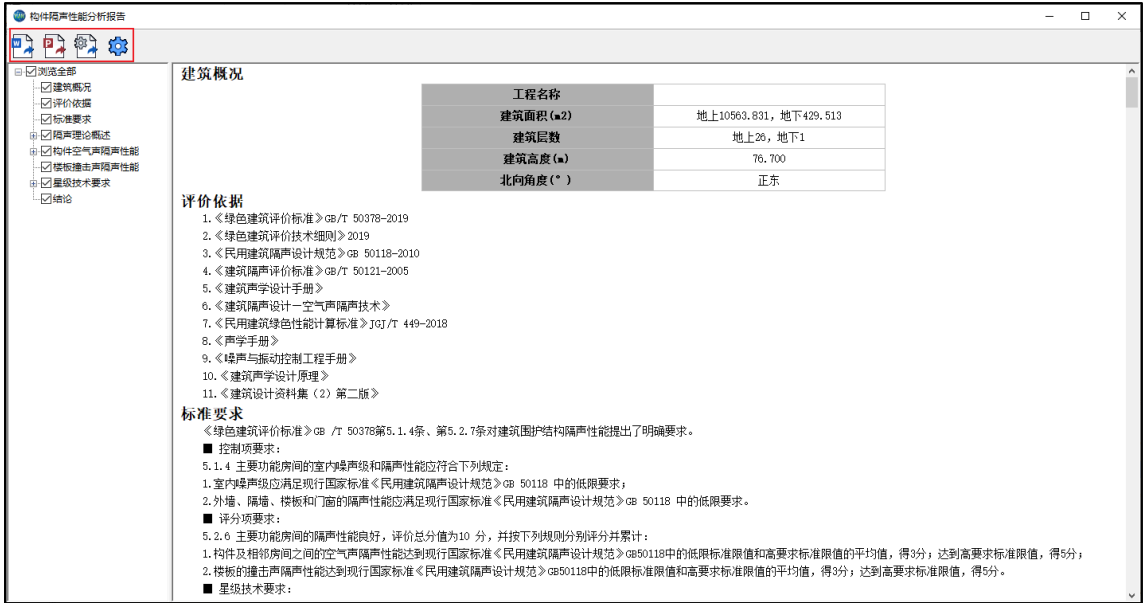 构件隔声性能分析报告
浏览全部
建筑概况
评价依据
标准要求
隔声理论概述
构件空气声隔声性能
楼板撞击声隔声性能
星级技术要求
结论
建筑概况
工程名称
建筑面积(m2) 地上10563.831, 地下429.513
建筑层数 地上26, 地下1
建筑高度(m) 76.700
北向角度(°) 正东
评价依据
1.《绿色建筑评价标准》GB/T 50378-2019
2.《绿色建筑评价技术细则》2019
3.《民用建筑隔声设计规范》GB 50118-2010
4.《建筑隔声评价标准》GB/T 50121-2005
5.《建筑声学设计手册》
6.《建筑隔声设计—空气声隔声技术》
7.《民用建筑绿色性能计算标准》JGJ/T 449-2018
8.《声学手册》
9.《噪声与振动控制工程手册》
10.《建筑声学设计原理》
11.《建筑设计资料集（2）第二版》
标准要求
《绿色建筑评价标准》GB /T 50378第5.1.4条、第5.2.7条对建筑围护结构隔声性能提出了明确要求。
■ 控制项要求：
5.1.4 主要功能房间的室内噪声级和隔声性能应符合下列规定：
1.室内噪声级应满足现行国家标准《民用建筑隔声设计规范》GB 50118 中的低限要求；
2.外墙、隔墙、楼板和门窗的隔声性能应满足现行国家标准《民用建筑隔声设计规范》GB 50118 中的低限要求。
■ 评分项要求：
5.2.6 主要功能房间的隔声性能良好，评价总分值为10 分，并按下列规则分别评分并累计：
1.构件及相邻房间之间的空气声隔声性能达到现行国家标准《民用建筑隔声设计规范》GB50118中的低限标准限值和高要求标准限值的平均值，得3分；达到高要求标准限值，得5分；
2.楼板的撞击声隔声性能达到现行国家标准《民用建筑隔声设计规范》GB50118中的低限标准限值和高要求标准限值的平均值，得3分；达到高要求标准限值，得5分。
■ 星级技术要求：